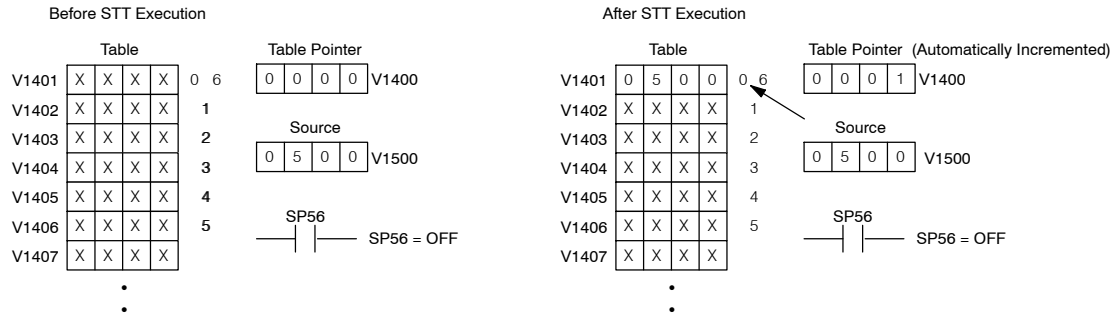 Before STT Execution
After STT Execution
Table Table Pointer
Table Table Pointer (Automatically Incremented)
V1401 X X X X 0 6 0 0 0 0 V1400
V1401 0 5 0 0 0 6 0 0 0 1 V1400
V1402 X X X X 1
V1402 X X X X 1
V1403 X X X X 2 Source
V1403 X X X X 2 Source
V1404 X X X X 3 0 5 0 0 V1500
V1404 X X X X 3 0 5 0 0 V1500
V1405 X X X X 4
V1405 X X X X 4
V1406 X X X X 5 SP56
V1406 X X X X 5 SP56
SP56 = OFF
SP56 = OFF
V1407 X X X X
V1407 X X X X